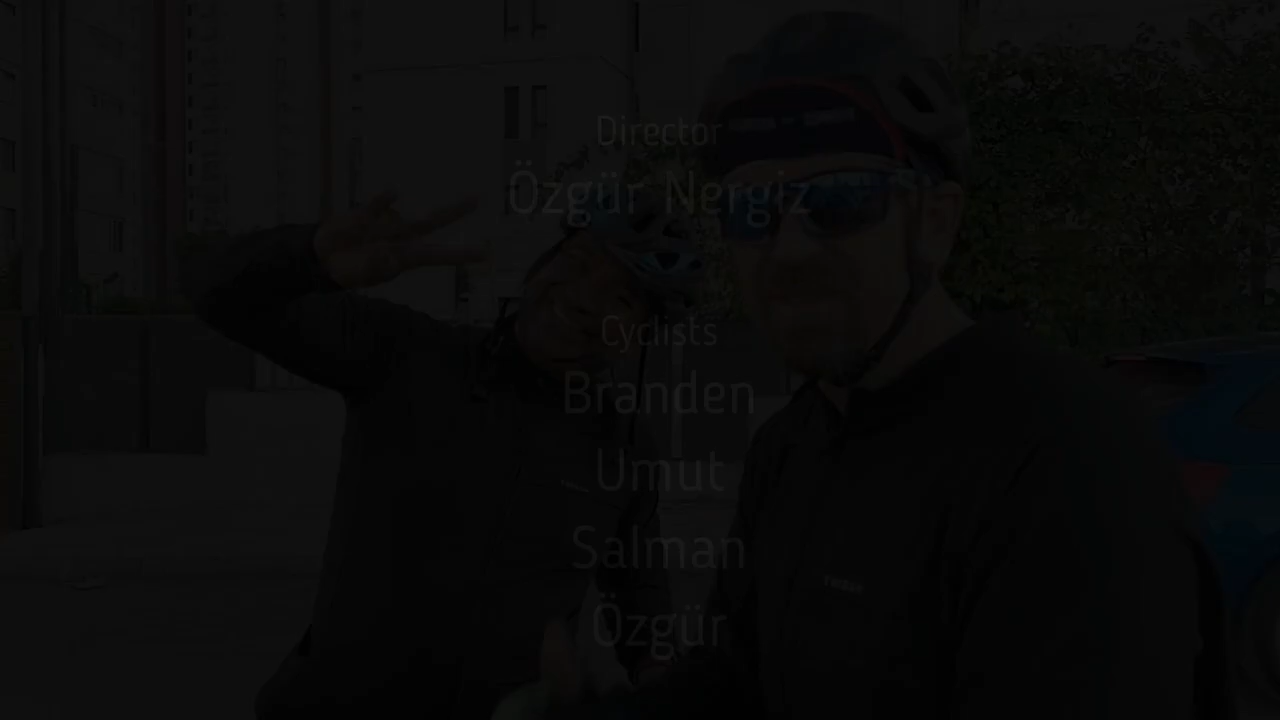 Director
Özgür Nergiz
Cyclists
Branden
Umut
Salman
Özgür